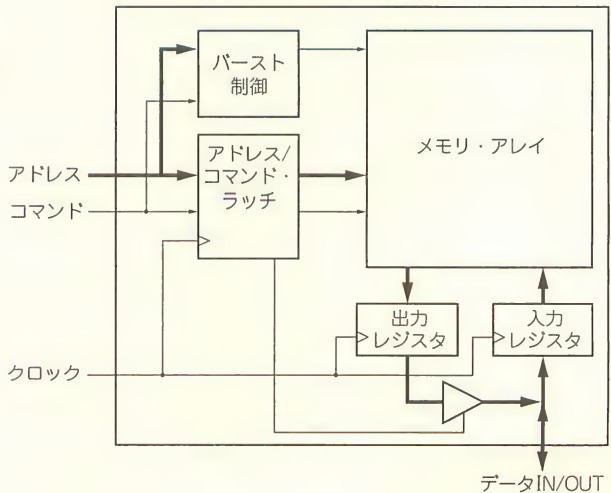 バースト
制御
アドレス/
コマンド・
ラッチ
メモリ・アレイ
アドレス
コマンド
出力
レジスタ
入力
レジスタ
クロック
データIN/OUT